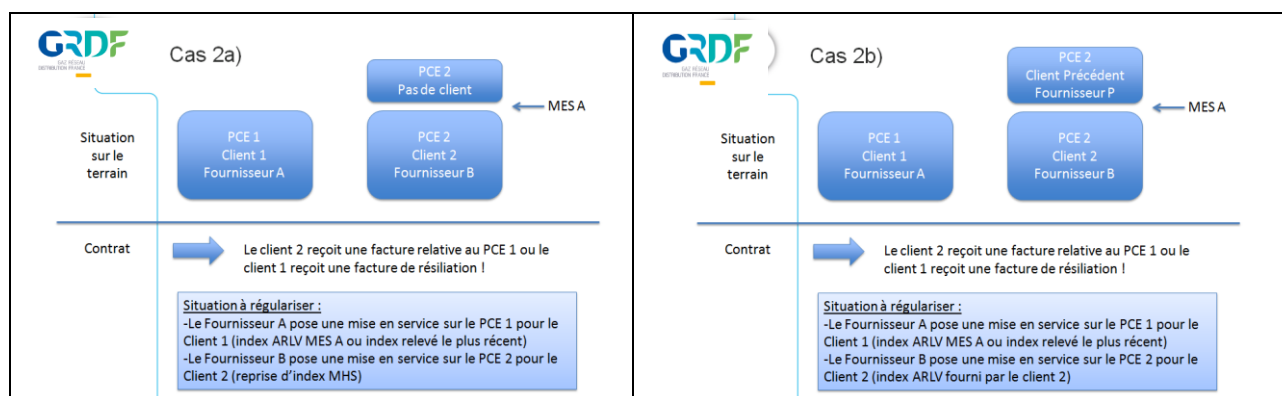 GRDF
GAZ RÉSEAU
DISTRIBUTION FRANCE
Cas 2a)
PCE 2
Pas de client
MES A
Situation
sur le
terrain
PCE 1
Client 1
Fournisseur A
PCE 2
Client 2
Fournisseur B
Contrat
Le client 2 reçoit une facture relative au PCE 1 ou le
client 1 reçoit une facture de résiliation !
Situation à régulariser :
-Le Fournisseur A pose une mise en service sur le PCE 1 pour le
Client 1 (index ARLV MES A ou index relevé le plus récent)
-Le Fournisseur B pose une mise en service sur le PCE 2 pour le
Client 2 (reprise d'index MHS)
GRDF
GAZ RÉSEAU
DISTRIBUTION FRANCE
Cas 2b)
PCE 2
Client Précédent
Fournisseur P
MES A
Situation
sur le
terrain
PCE 1
Client 1
Fournisseur A
PCE 2
Client 2
Fournisseur B
Contrat
Le client 2 reçoit une facture relative au PCE 1 ou le
client 1 reçoit une facture de résiliation !
Situation à régulariser :
-Le Fournisseur A pose une mise en service sur le PCE 1 pour le
Client 1 (index ARLV MES A ou index relevé le plus récent)
-Le Fournisseur B pose une mise en service sur le PCE 2 pour le
Client 2 (index ARLV fourni par le client 2)